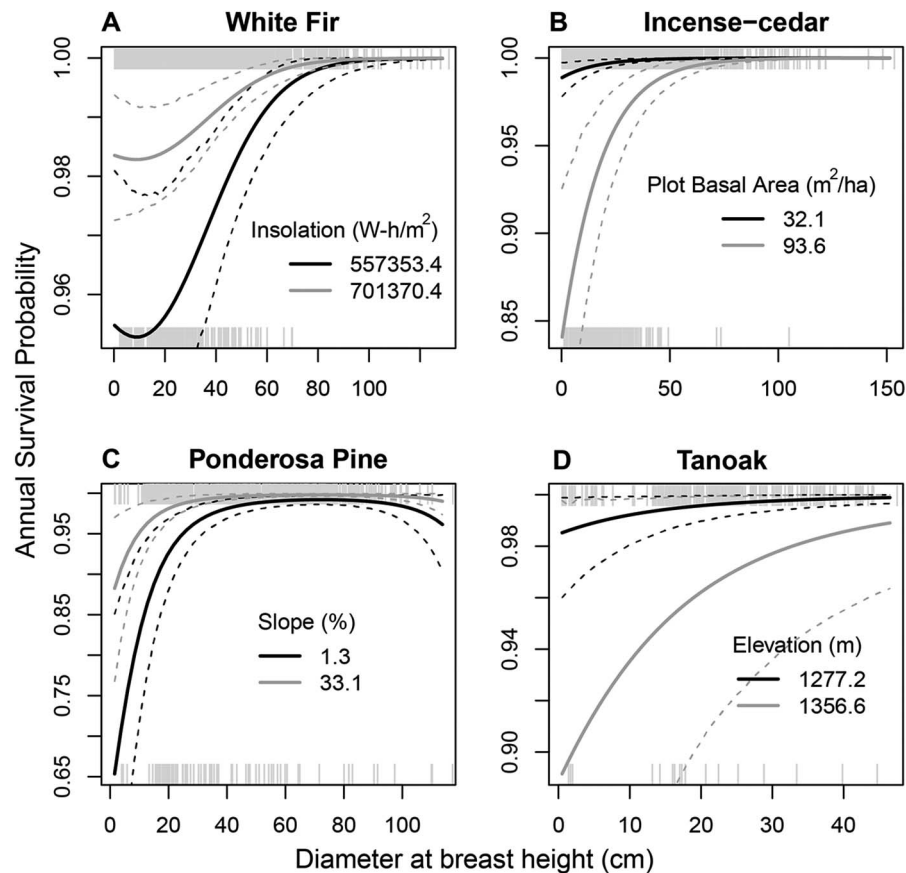 A White Fir
B Incense−cedar
1.00
0.98
0.96
Insolation (W-h/m²)
557353.4
701370.4
0 20 40 60 80 100
1.00
0.95
0.90
0.85
Plot Basal Area (m²/ha)
32.1
93.6
0 50 100 150
Annual Survival Probability
C Ponderosa Pine
D Tanoak
0.95
0.85
0.75
0.65
Slope (%)
1.3
33.1
0 20 40 60 80 100
0.98
0.94
0.90
Elevation (m)
1277.2
1356.6
0 10 20 30 40
Diameter at breast height (cm)